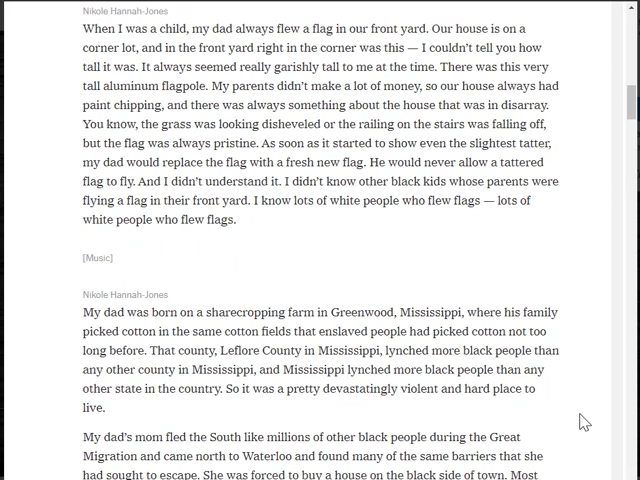 Nikole Hannah-Jones
When I was a child, my dad always flew a flag in our front yard. Our house is on a
corner lot, and in the front yard right in the corner was this — I couldn’t tell you how
tall it was. It always seemed really garishly tall to me at the time. There was this very
tall aluminum flagpole. My parents didn’t make a lot of money, so our house always had
paint chipping, and there was always something about the house that was in disarray.
You know, the grass was looking disheveled or the railing on the stairs was falling off,
but the flag was always pristine. As soon as it started to show even the slightest tatter,
my dad would replace the flag with a fresh new flag. He would never allow a tattered
flag to fly. And I didn’t understand it. I didn’t know other black kids whose parents were
flying a flag in their front yard. I know lots of white people who flew flags — lots of
white people who flew flags.
[Music]
Nikole Hannah-Jones
My dad was born on a sharecropping farm in Greenwood, Mississippi, where his family
picked cotton in the same cotton fields that enslaved people had picked cotton not too
long before. That county, Leflore County in Mississippi, lynched more black people than
any other county in Mississippi, and Mississippi lynched more black people than any
other state in the country. So it was a pretty devastatingly violent and hard place to
live.
My dad’s mom fled the South like millions of other black people during the Great
Migration and came north to Waterloo and found many of the same barriers that she
had sought to escape. She was forced to buy a house on the black side of town. Most